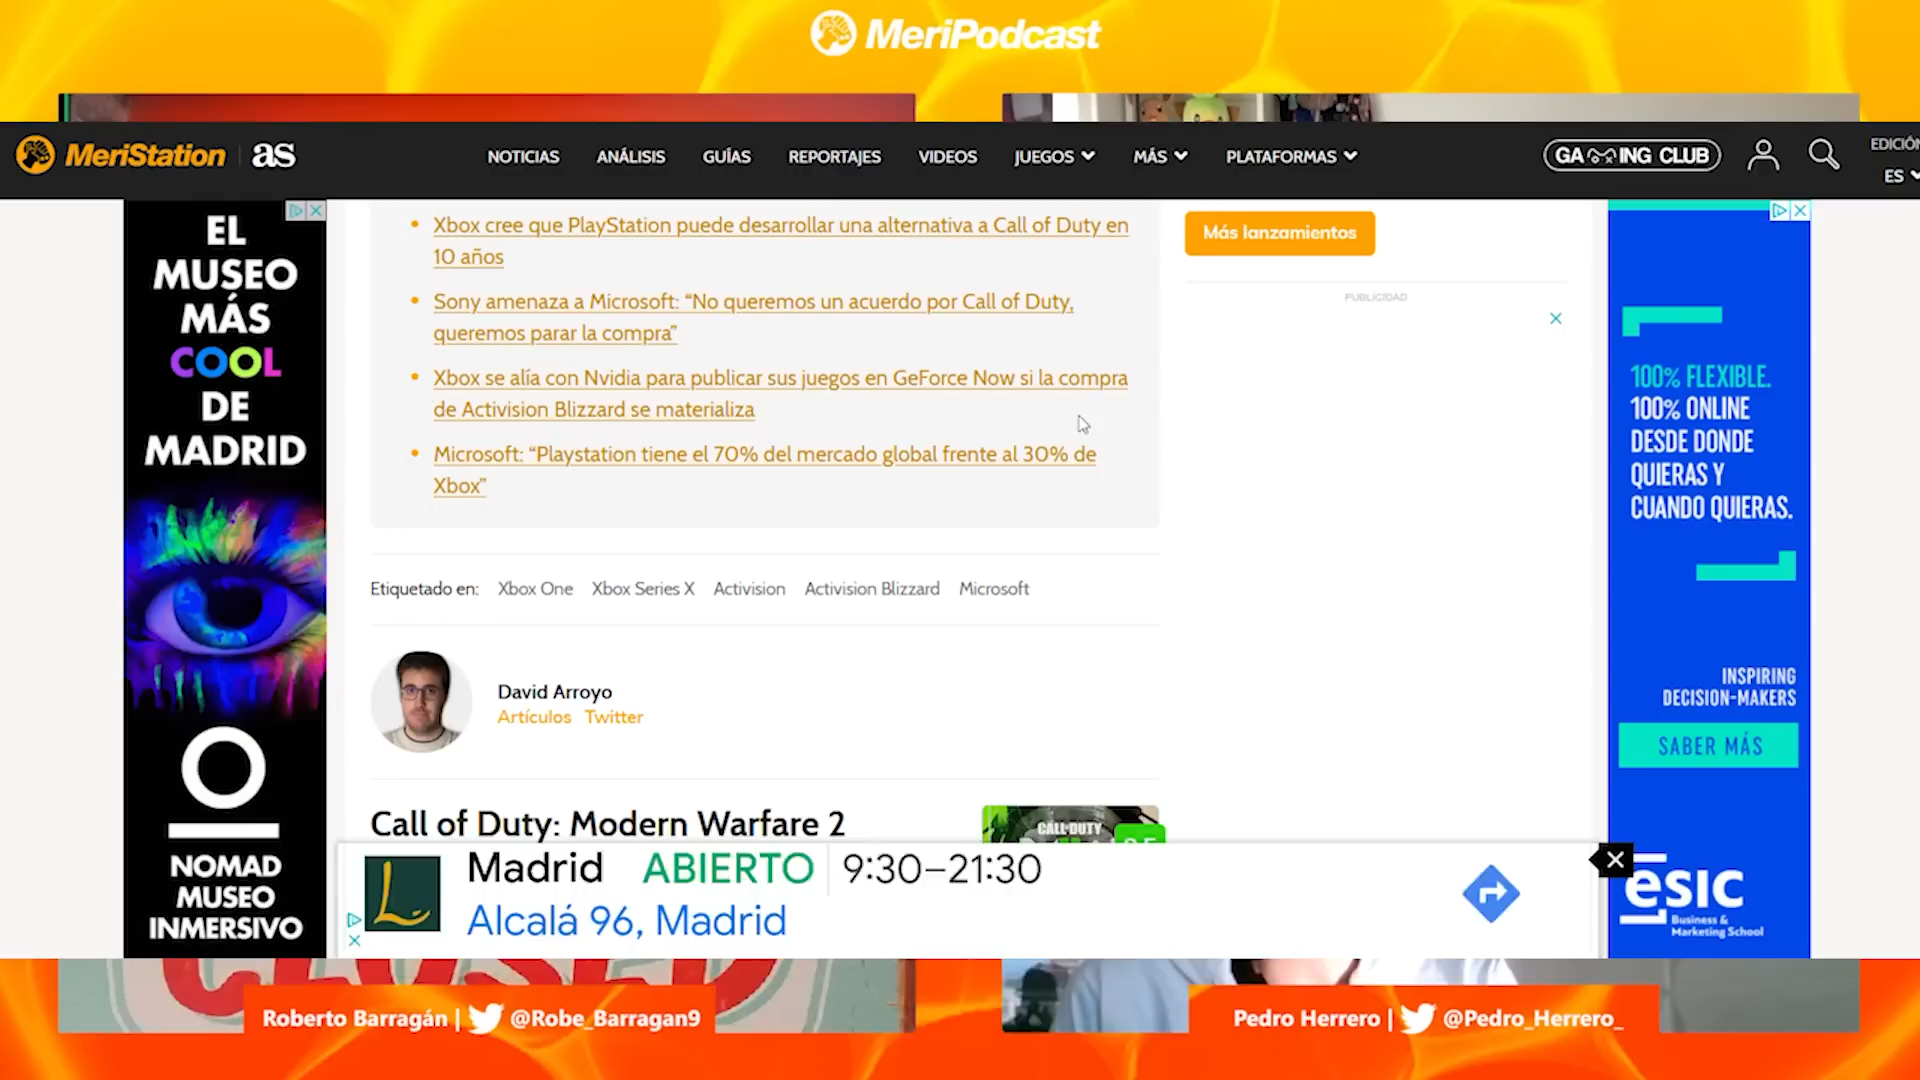 MeriPodcast
MeriStation as
NOTICIAS ANÁLISIS GUÍAS REPORTAJES VIDEOS JUEGOS MÁS PLATAFORMAS
GAMING CLUB
EDICIÓN
ES
EL
MUSEO
MÁS
COOL
DE
MADRID
NOMAD
MUSEO
INMERSIVO
Xbox cree que PlayStation puede desarrollar una alternativa a Call of Duty en
10 años
Sony amenaza a Microsoft: “No queremos un acuerdo por Call of Duty,
queremos parar la compra”
Xbox se alía con Nvidia para publicar sus juegos en GeForce Now si la compra
de Activision Blizzard se materializa
Microsoft: “Playstation tiene el 70% del mercado global frente al 30% de
Xbox”
Etiquetado en: Xbox One Xbox Series X Activision Activision Blizzard Microsoft
David Arroyo
Artículos Twitter
Call of Duty: Modern Warfare 2
CALL OF DUTY
Más lanzamientos
PUBLICIDAD
100% FLEXIBLE.
100% ONLINE
DESDE DONDE
QUIERAS Y
CUANDO QUIERAS.
INSPIRING
DECISION-MAKERS
SABER MÁS
esic
Business &
Marketing School
L.
Madrid ABIERTO 9:30–21:30
Alcalá 96, Madrid
CLOSED
Roberto Barragán | @Robe_Barragan9
Pedro Herrero | @Pedro_Herrero_